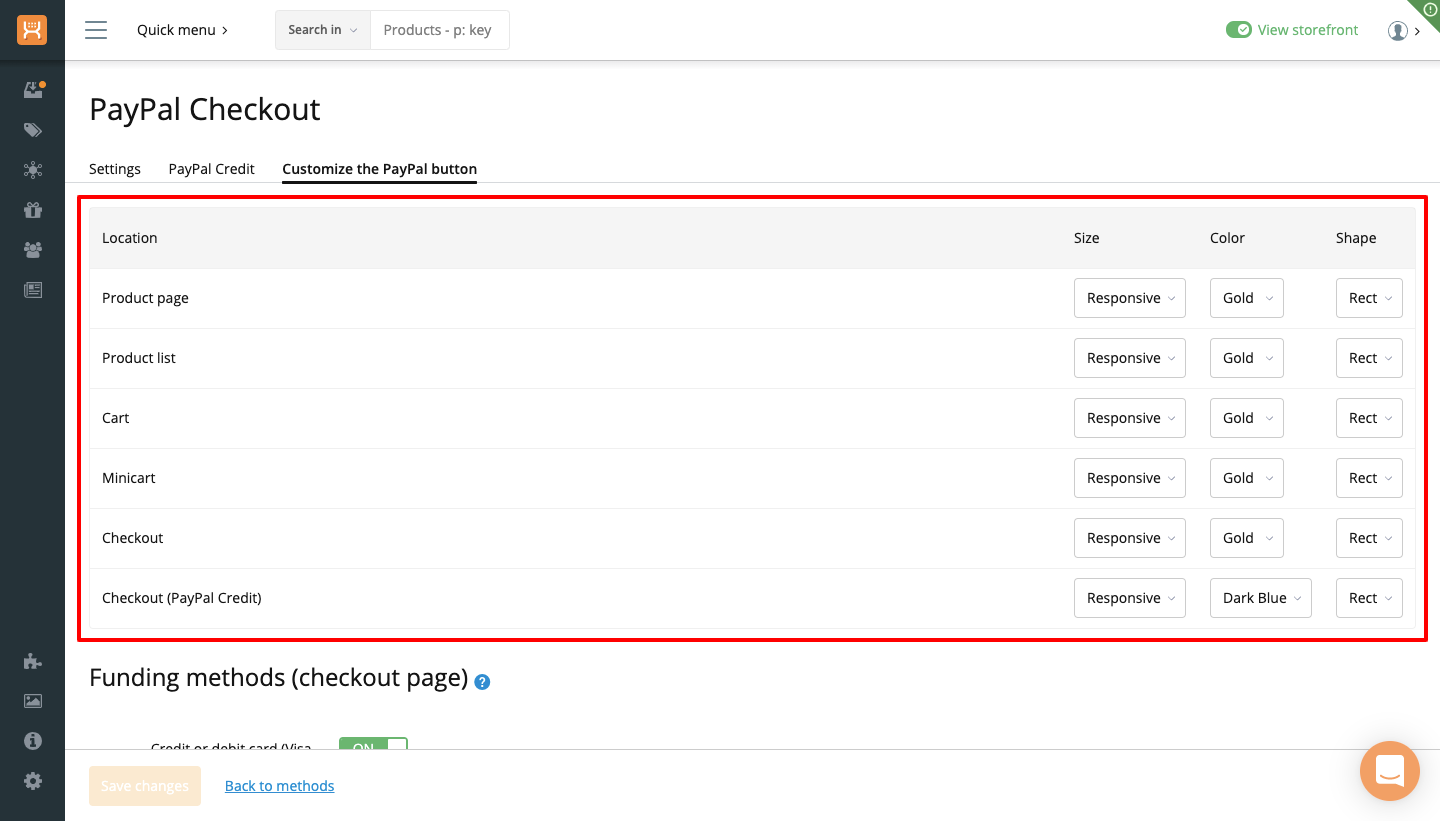 Quick menu
Search in
Products - p: key
View storefront
PayPal Checkout
Settings PayPal Credit Customize the PayPal button
Location Size Color Shape
Product page Responsive Gold Rect
Product list Responsive Gold Rect
Cart Responsive Gold Rect
Minicart Responsive Gold Rect
Checkout Responsive Gold Rect
Checkout (PayPal Credit) Responsive Dark Blue Rect
Funding methods (checkout page) ?
Credit or debit card (Visa, ON
Save changes Back to methods